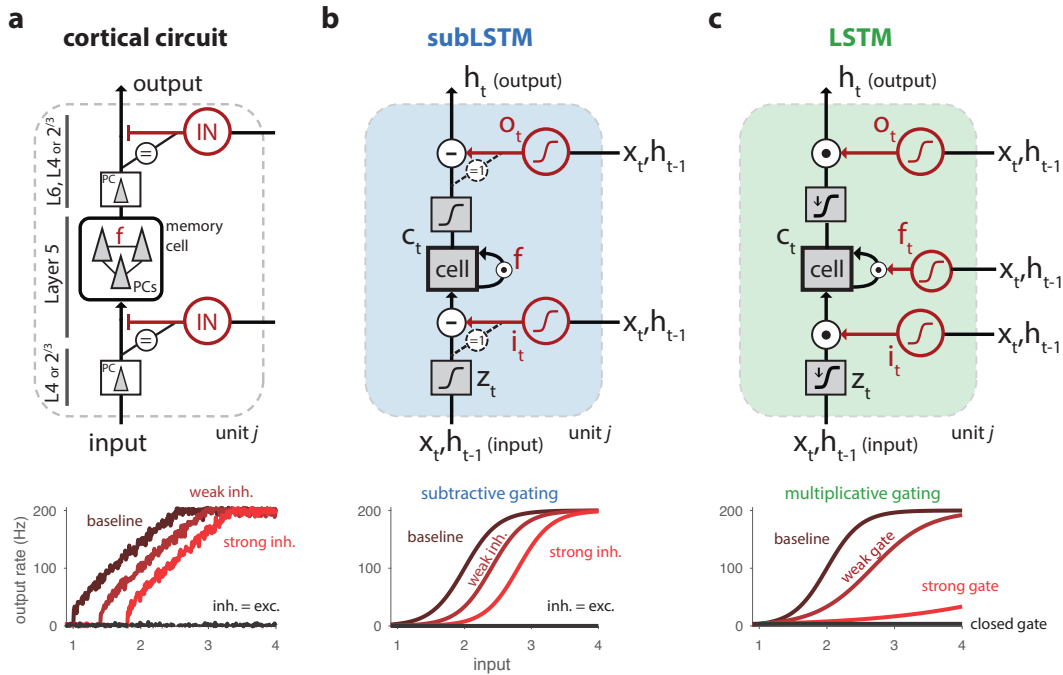 a
cortical circuit
output
IN
=
PC
L6, L4 or 2/3
memory
cell
f
PCs
Layer 5
IN
=
PC
L4 or 2/3
input
unit j
output rate (Hz)
200
100
0
1
2
3
4
weak inh.
baseline
strong inh.
inh. = exc.
b
subLSTM
h_t (output)
o_t
-
=1
x_t,h_t-1
c_t
cell
f
-
=1
i_t
x_t,h_t-1
z_t
x_t,h_t-1 (input)
unit j
subtractive gating
200
100
0
1
2
3
4
baseline
weak inh.
strong inh.
inh. = exc.
input
c
LSTM
h_t (output)
o_t
x_t,h_t-1
c_t
cell
f_t
x_t,h_t-1
i_t
x_t,h_t-1
z_t
x_t,h_t-1 (input)
unit j
multiplicative gating
200
100
0
1
2
3
4
baseline
weak gate
strong gate
closed gate